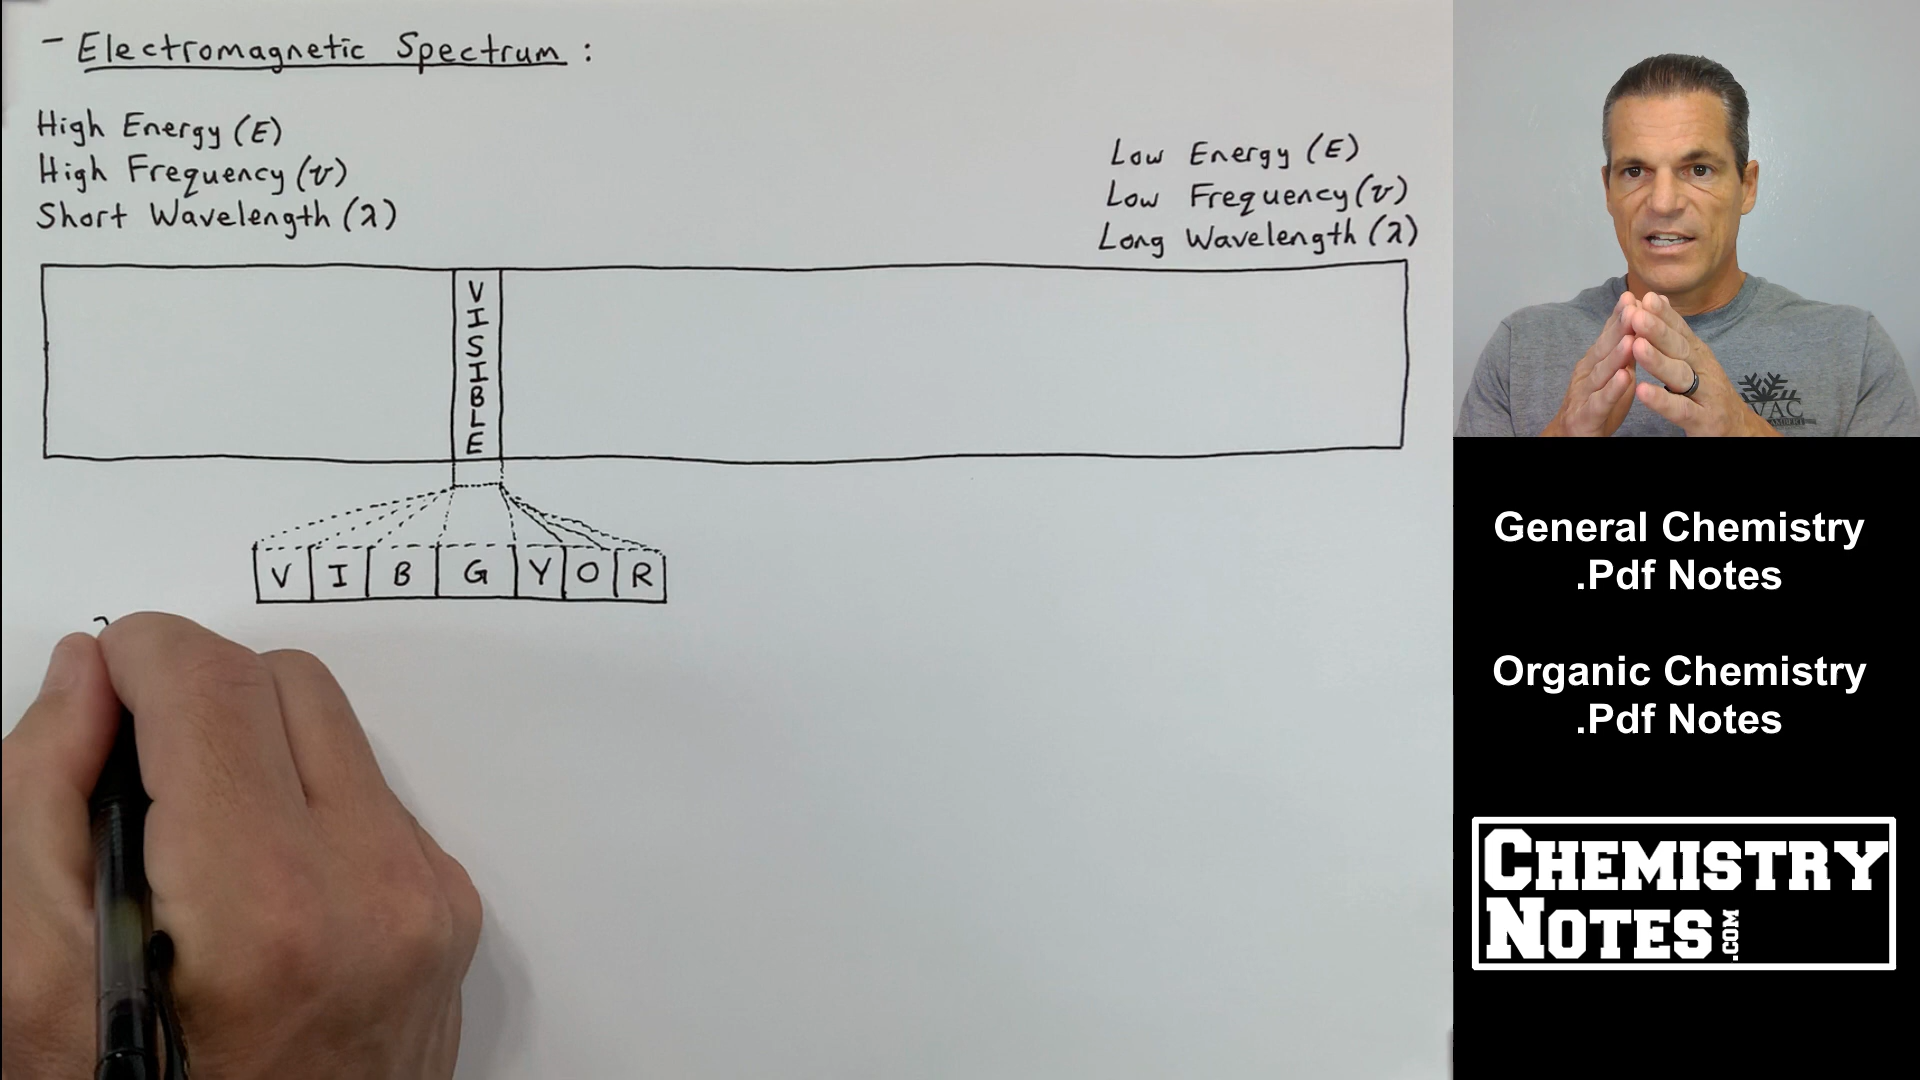 - Electromagnetic Spectrum :
High Energy (E)
High Frequency (ν)
Short Wavelength (λ)
Low Energy (E)
Low Frequency (ν)
Long Wavelength (λ)
VISIBLE
V I B G Y O R
VAC
General Chemistry
.Pdf Notes
Organic Chemistry
.Pdf Notes
CHEMISTRY
NOTES.COM